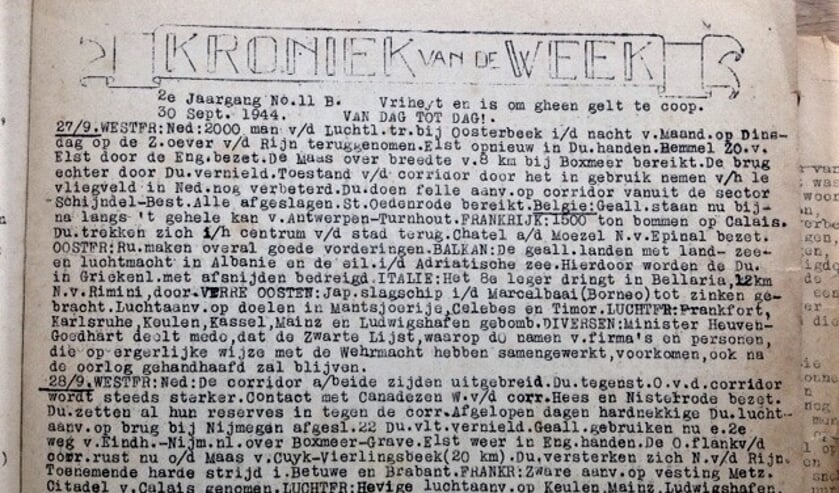 KRONIEK VAN DE WEEK
2e Jaargang No.11 B. Vriheyt en is om gheen gelt te coop.
30 Sept. 1944. VAN DAG TOT DAG!.
27/9.WESTFR:Ned:2000 man v/d Luchtl.tr.bij Oosterbeek i/d nacht v.Maand.op Dins-
dag op de Z.oever v/d Rijn teruggenomen.Elst opnieuw in Du.handen.Bemmel ZO.v.
Elst door de Eng.bezet.De Maas over breedte v.8 km bij Boxmeer bereikt.De brug
echter door Du.vernield.Toestand v/d corridor door het in gebruik nemen v/h 1e
vliegveld in Ned.nog verbeterd.Du.doen felle aanv.op corridor vanuit de sector
Schijndel-Best.Alle afgeslagen.St.Oedenrode bereikt.Belgie:Geall.staan nu bij-
na langs 't gehele kan v.Antwerpen-Turnhout.FRANKRIJK:1500 ton bommen op Calais.
Du.trekken zich i/h centrum v/d stad terug.Chatel a/d Moezel N.v.Epinal bezet.
OOSTFR:Ru.maken overal goede vorderingen.BALKAN:De geall.landen met land- zee-
en luchtmacht in Albanie en de eil.i/d Adriatische zee.Hierdoor worden de Du.
in Griekenl.met afsnijden bedreigd.ITALIE:Het 8e leger dringt in Bellaria,12km
N.v.Rimini,door.VERRE OOSTEN:Jap.slagschip i/d Marcelbaai(Borneo)tot zinken ge-
bracht.Luchtaanv.op doelen in Mantsjoerije,Celebes en Timor.LUCHTFR:Frankfort,
Karlsruhe,Keulen,Kassel,Mainz en Ludwigshafen gebomb.DIVERSEN:Minister Heuven-
Goedhart deelt mede,dat de Zwarte Lijst,waarop de namen v.firma's en personen,
die op ergerlijke wijze met de Wehrmacht hebben samengewerkt,voorkomen,ook na
de oorlog gehandhaafd zal blijven.
28/9.WESTFR:Ned:De corridor a/beide zijden uitgebreid.Du.tegenst.O.v.d.corridor
wordt steeds sterker.Contact met Canadezen W.v/d corr.Hees en Nistelrode bezet.
Du.zetten al hun reserves in tegen de corr.Afgelopen dagen hardnekkige Du.lucht-
aanv.op brug bij Nijmegen afgesl.22 Du.vlt.vernield.Geall.gebruiken nu e.2e
weg v.Eindh.-Nijm.nl.over Boxmeer-Grave.Elst weer in Eng.handen.De O.flankv/d
corr.rust nu o/d Maas v.Cuyk-Vierlingsbeek(20 km).Du.versterken zich N.v/d Rijn.
Toenemende harde strijd i.Betuwe en Brabant.FRANKR:Zware aanv.op vesting Metz.
Citadel v.Calais genomen.LUCHTFR:Hevige luchtaanv.op Keulen,Mainz,Ludwigshafen,